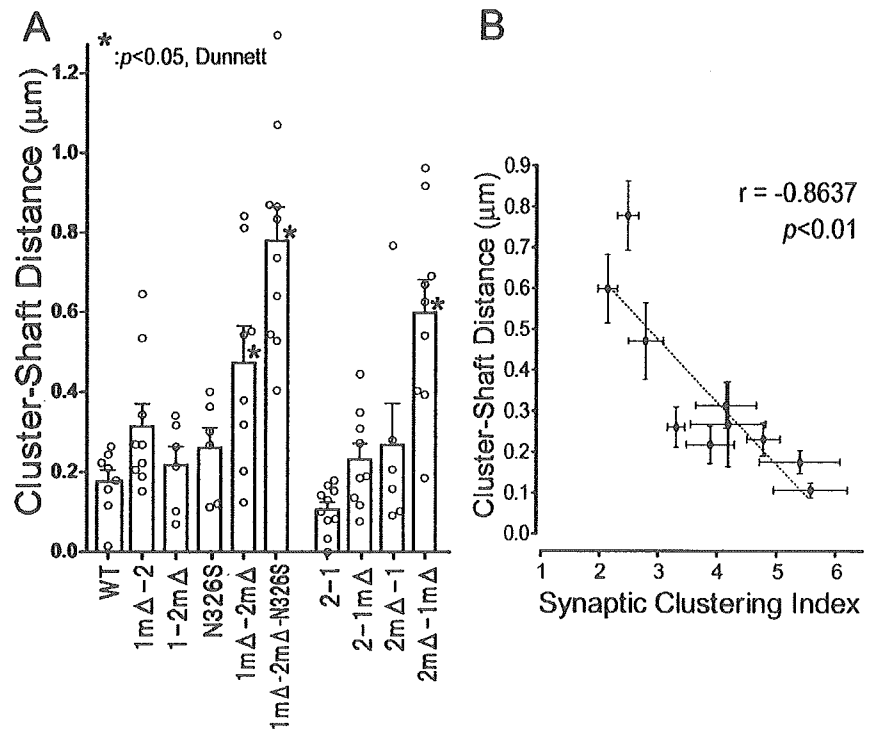 A
*:p<0.05, Dunnett
Cluster-Shaft Distance (μm)
1.2
1.0
0.8
0.6
0.4
0.2
0.0
WT
1mΔ-2
1-2mΔ
N326S
1mΔ-2mΔ
1mΔ-2mΔ-N326S
2-1
2-1mΔ
2mΔ-1
2mΔ-1mΔ
* * *
B
r = -0.8637
p<0.01
Cluster-Shaft Distance (μm)
0.9
0.8
0.7
0.6
0.5
0.4
0.3
0.2
0.1
0.0
1 2 3 4 5 6
Synaptic Clustering Index